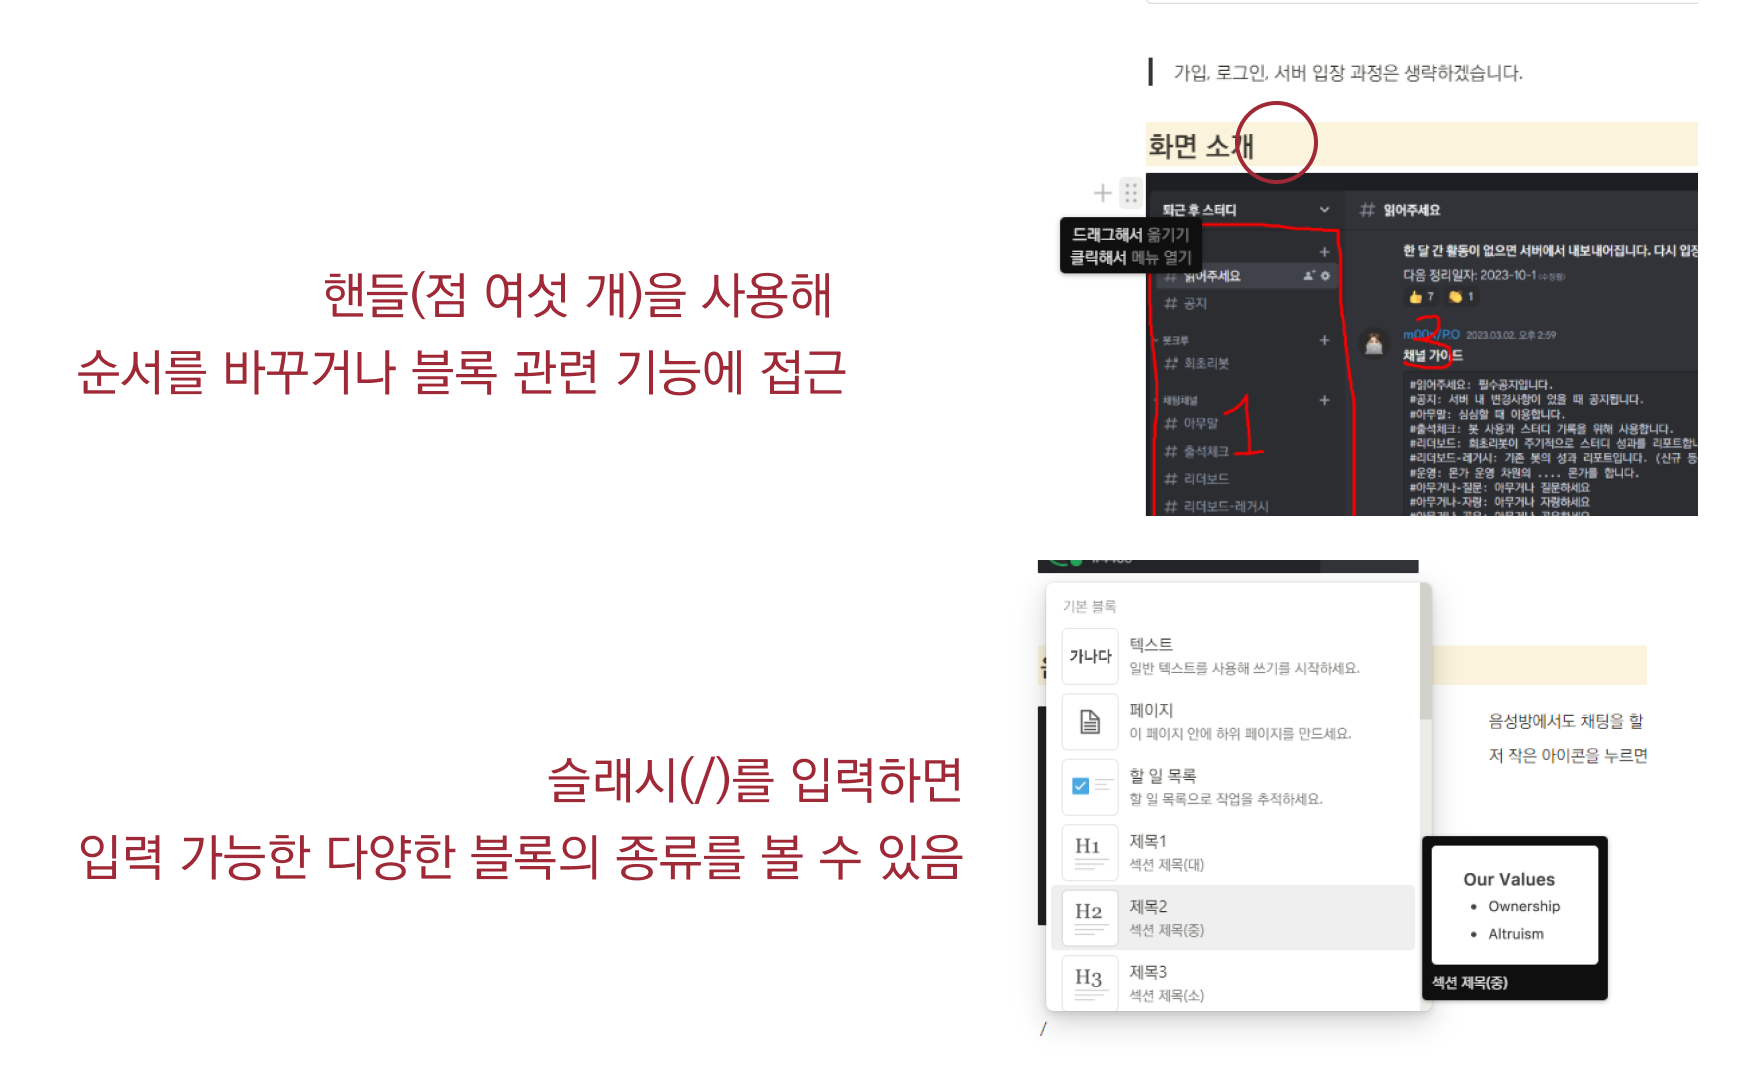 가입, 로그인, 서버 입장 과정은 생략하겠습니다.
화면 소개
드래그해서 옮기기
클릭해서 메뉴 열기
퇴근 후 스터디
# 읽어주세요
# 공지
봇크루
# 회초리봇
채팅채널
# 아무말
# 출석체크
# 리더보드
# 리더보드-레거시
1
# 읽어주세요
한 달 간 활동이 없으면 서버에서 내보내어집니다. 다시 입장
다음 정리일자: 2023-10-1 (수정됨)
7 1
2023.03.02. 오후 2:59
채널 가이드
#읽어주세요: 필수공지입니다.
#공지: 서버 내 변경사항이 있을 때 공지됩니다.
#아무말: 심심할 때 이용합니다.
#출석체크: 봇 사용과 스터디 기록을 위해 사용합니다.
#리더보드: 회초리봇이 주기적으로 스터디 성과를 리포트합니
#리더보드-레거시: 기존 봇의 성과 리포트입니다. (신규 등
#운영: 몬가 운영 차원의 .... 몬가를 합니다.
#아무거나-질문: 아무거나 질문하세요
#아무거나-자랑: 아무거나 자랑하세요
핸들(점 여섯 개)을 사용해
순서를 바꾸거나 블록 관련 기능에 접근
슬래시(/)를 입력하면
입력 가능한 다양한 블록의 종류를 볼 수 있음
기본 블록
가나다
텍스트
일반 텍스트를 사용해 쓰기를 시작하세요.
페이지
이 페이지 안에 하위 페이지를 만드세요.
할 일 목록
할 일 목록으로 작업을 추적하세요.
H1
제목1
섹션 제목(대)
H2
제목2
섹션 제목(중)
H3
제목3
섹션 제목(소)
/
음성방에서도 채팅을 할
저 작은 아이콘을 누르면
Our Values
• Ownership
• Altruism
섹션 제목(중)